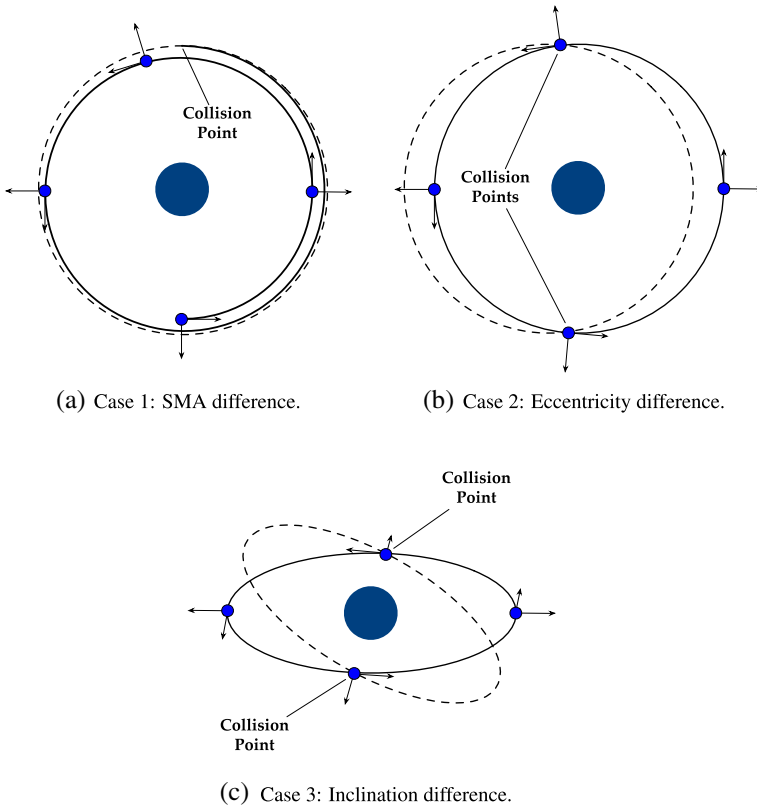 Collision
Point
Collision
Points
(a) Case 1: SMA difference.
(b) Case 2: Eccentricity difference.
Collision
Point
Collision
Point
(c) Case 3: Inclination difference.